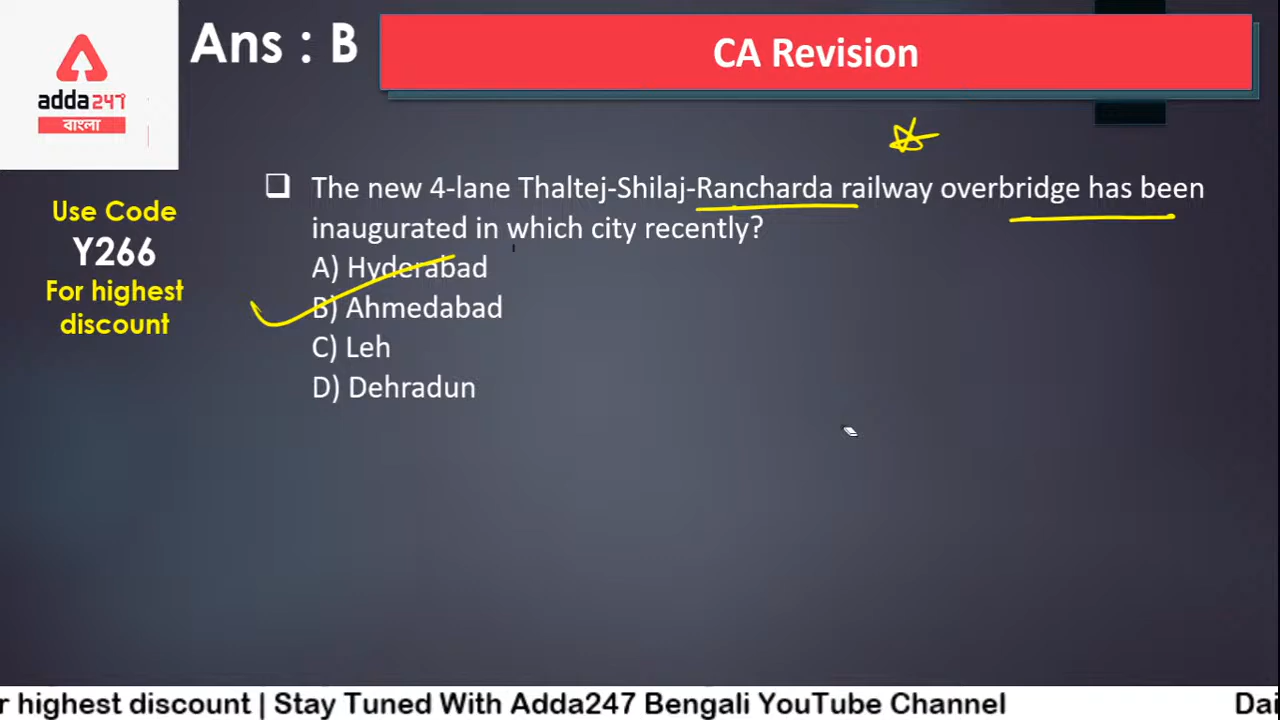 Ans : B
CA Revision
adda247
বাংলা
Use Code
Y266
For highest
discount
❑ The new 4-lane Thaltej-Shilaj-Rancharda railway overbridge has been
inaugurated in which city recently?
A) Hyderabad
B) Ahmedabad
C) Leh
D) Dehradun
r highest discount | Stay Tuned With Adda247 Bengali YouTube Channel
Dai